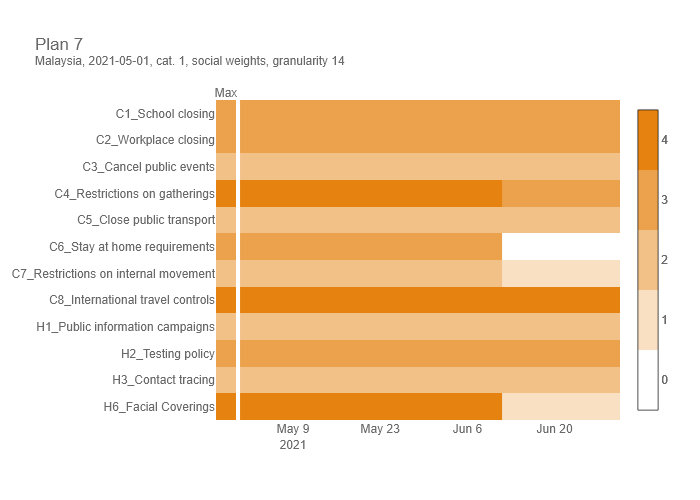 Plan 7
Malaysia, 2021-05-01, cat. 1, social weights, granularity 14
Max
C1_School closing
C2_Workplace closing
C3_Cancel public events
C4_Restrictions on gatherings
C5_Close public transport
C6_Stay at home requirements
C7_Restrictions on internal movement
C8_International travel controls
H1_Public information campaigns
H2_Testing policy
H3_Contact tracing
H6_Facial Coverings
May 9 May 23 Jun 6 Jun 20
2021
4
3
2
1
0